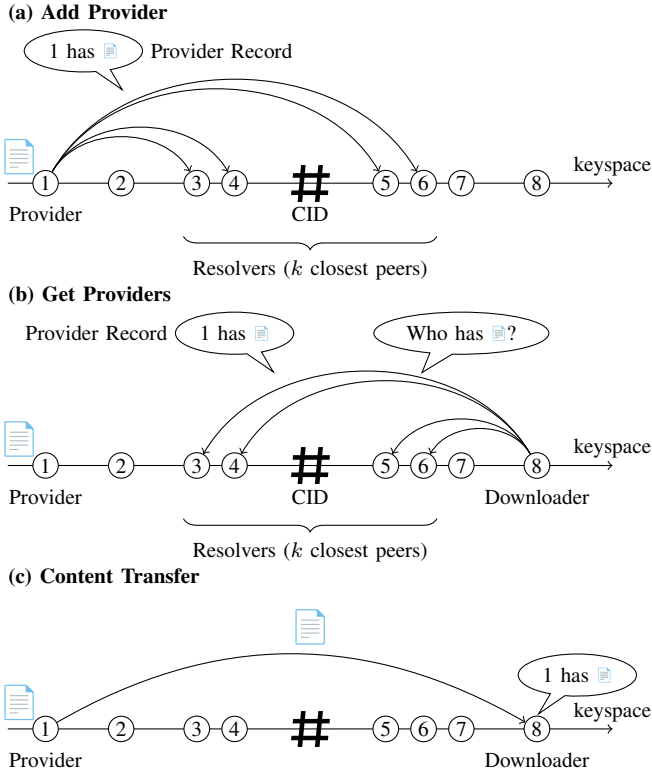 (a) Add Provider
1 has Provider Record
1 2 3 4 # 5 6 7 8 keyspace
Provider CID
Resolvers (k closest peers)
(b) Get Providers
Provider Record 1 has Who has ?
1 2 3 4 # 5 6 7 8 keyspace
Provider CID Downloader
Resolvers (k closest peers)
(c) Content Transfer
1 has
1 2 3 4 # 5 6 7 8 keyspace
Provider Downloader